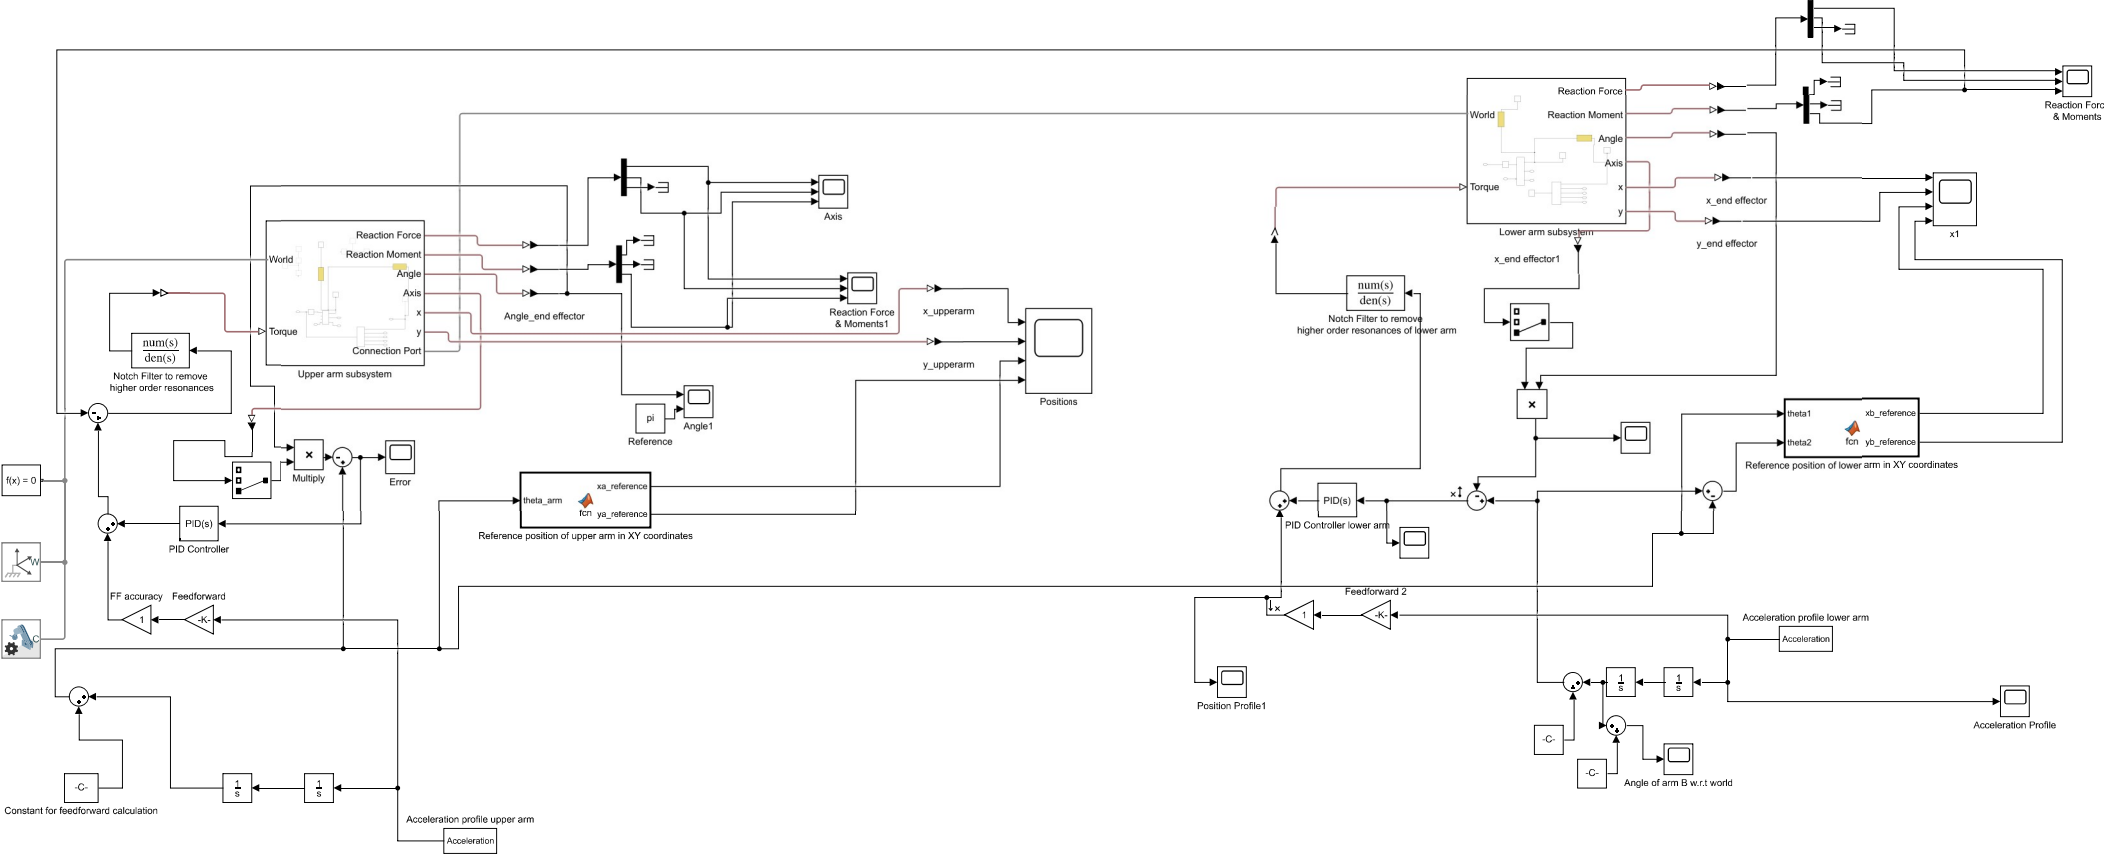 Reaction Force
& Moments
Reaction Force
World
Reaction Moment
Angle
Axis
Torque
x
y
Lower arm subsystem
x_end effector
y_end effector
x1
x_end effector1
Axis
Reaction Force
World
Reaction Moment
Angle
Axis
x
Torque
y
Connection Port
Upper arm subsystem
Angle_end effector
Reaction Force
& Moments1
x_upperarm
y_upperarm
Positions
num(s)
den(s)
Notch Filter to remove
higher order resonances of lower arm
num(s)
den(s)
Notch Filter to remove
higher order resonances
pi
Reference
Angle1
×
Multiply
Error
×
theta1
theta2
fcn
xb_reference
yb_reference
Reference position of lower arm in XY coordinates
f(x) = 0
theta_arm
fcn
xa_reference
ya_reference
Reference position of upper arm in XY coordinates
PID(s)
PID Controller
PID(s)
PID Controller lower arm
W
C
FF accuracy
Feedforward
1
-K-
Feedforward 2
1
-K-
Acceleration profile lower arm
Acceleration
Position Profile1
1
s
1
s
Acceleration Profile
-C-
-C-
Angle of arm B w.r.t world
-C-
Constant for feedforward calculation
1
s
1
s
Acceleration profile upper arm
Acceleration